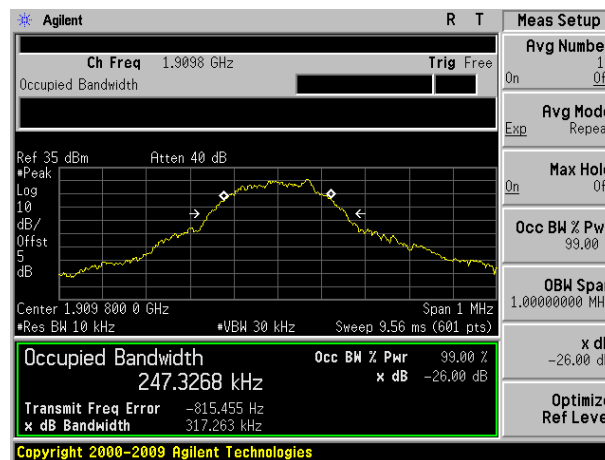 Agilent R T Meas Setup
Ch Freq 1.9098 GHz Trig Free
Occupied Bandwidth
Ref 35 dBm Atten 40 dB
#Peak
Log
10
dB/
Offst
5
dB
Center 1.909 800 0 GHz Span 1 MHz
#Res BW 10 kHz #VBW 30 kHz Sweep 9.56 ms (601 pts)
Occupied Bandwidth Occ BW % Pwr 99.00 %
247.3268 kHz x dB -26.00 dB
Transmit Freq Error -815.455 Hz
x dB Bandwidth 317.263 kHz
Copyright 2000-2009 Agilent Technologies
Avg Numbe
1
On Of
Avg Mod
Exp Repea
Max Hol
On Of
Occ BW % Pw
99.00
OBW Spa
1.00000000 MH
x d
-26.00 d
Optimiz
Ref Leve